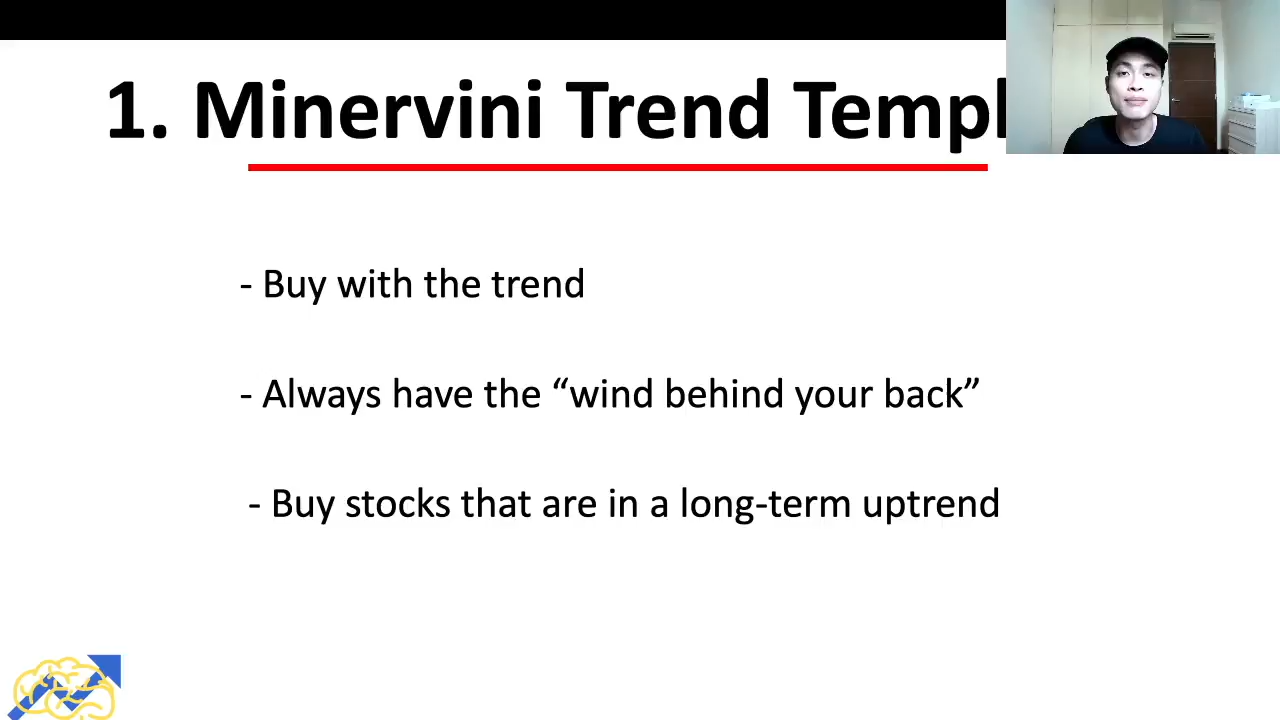 1. Minervini Trend Templ
- Buy with the trend
- Always have the “wind behind your back”
- Buy stocks that are in a long-term uptrend